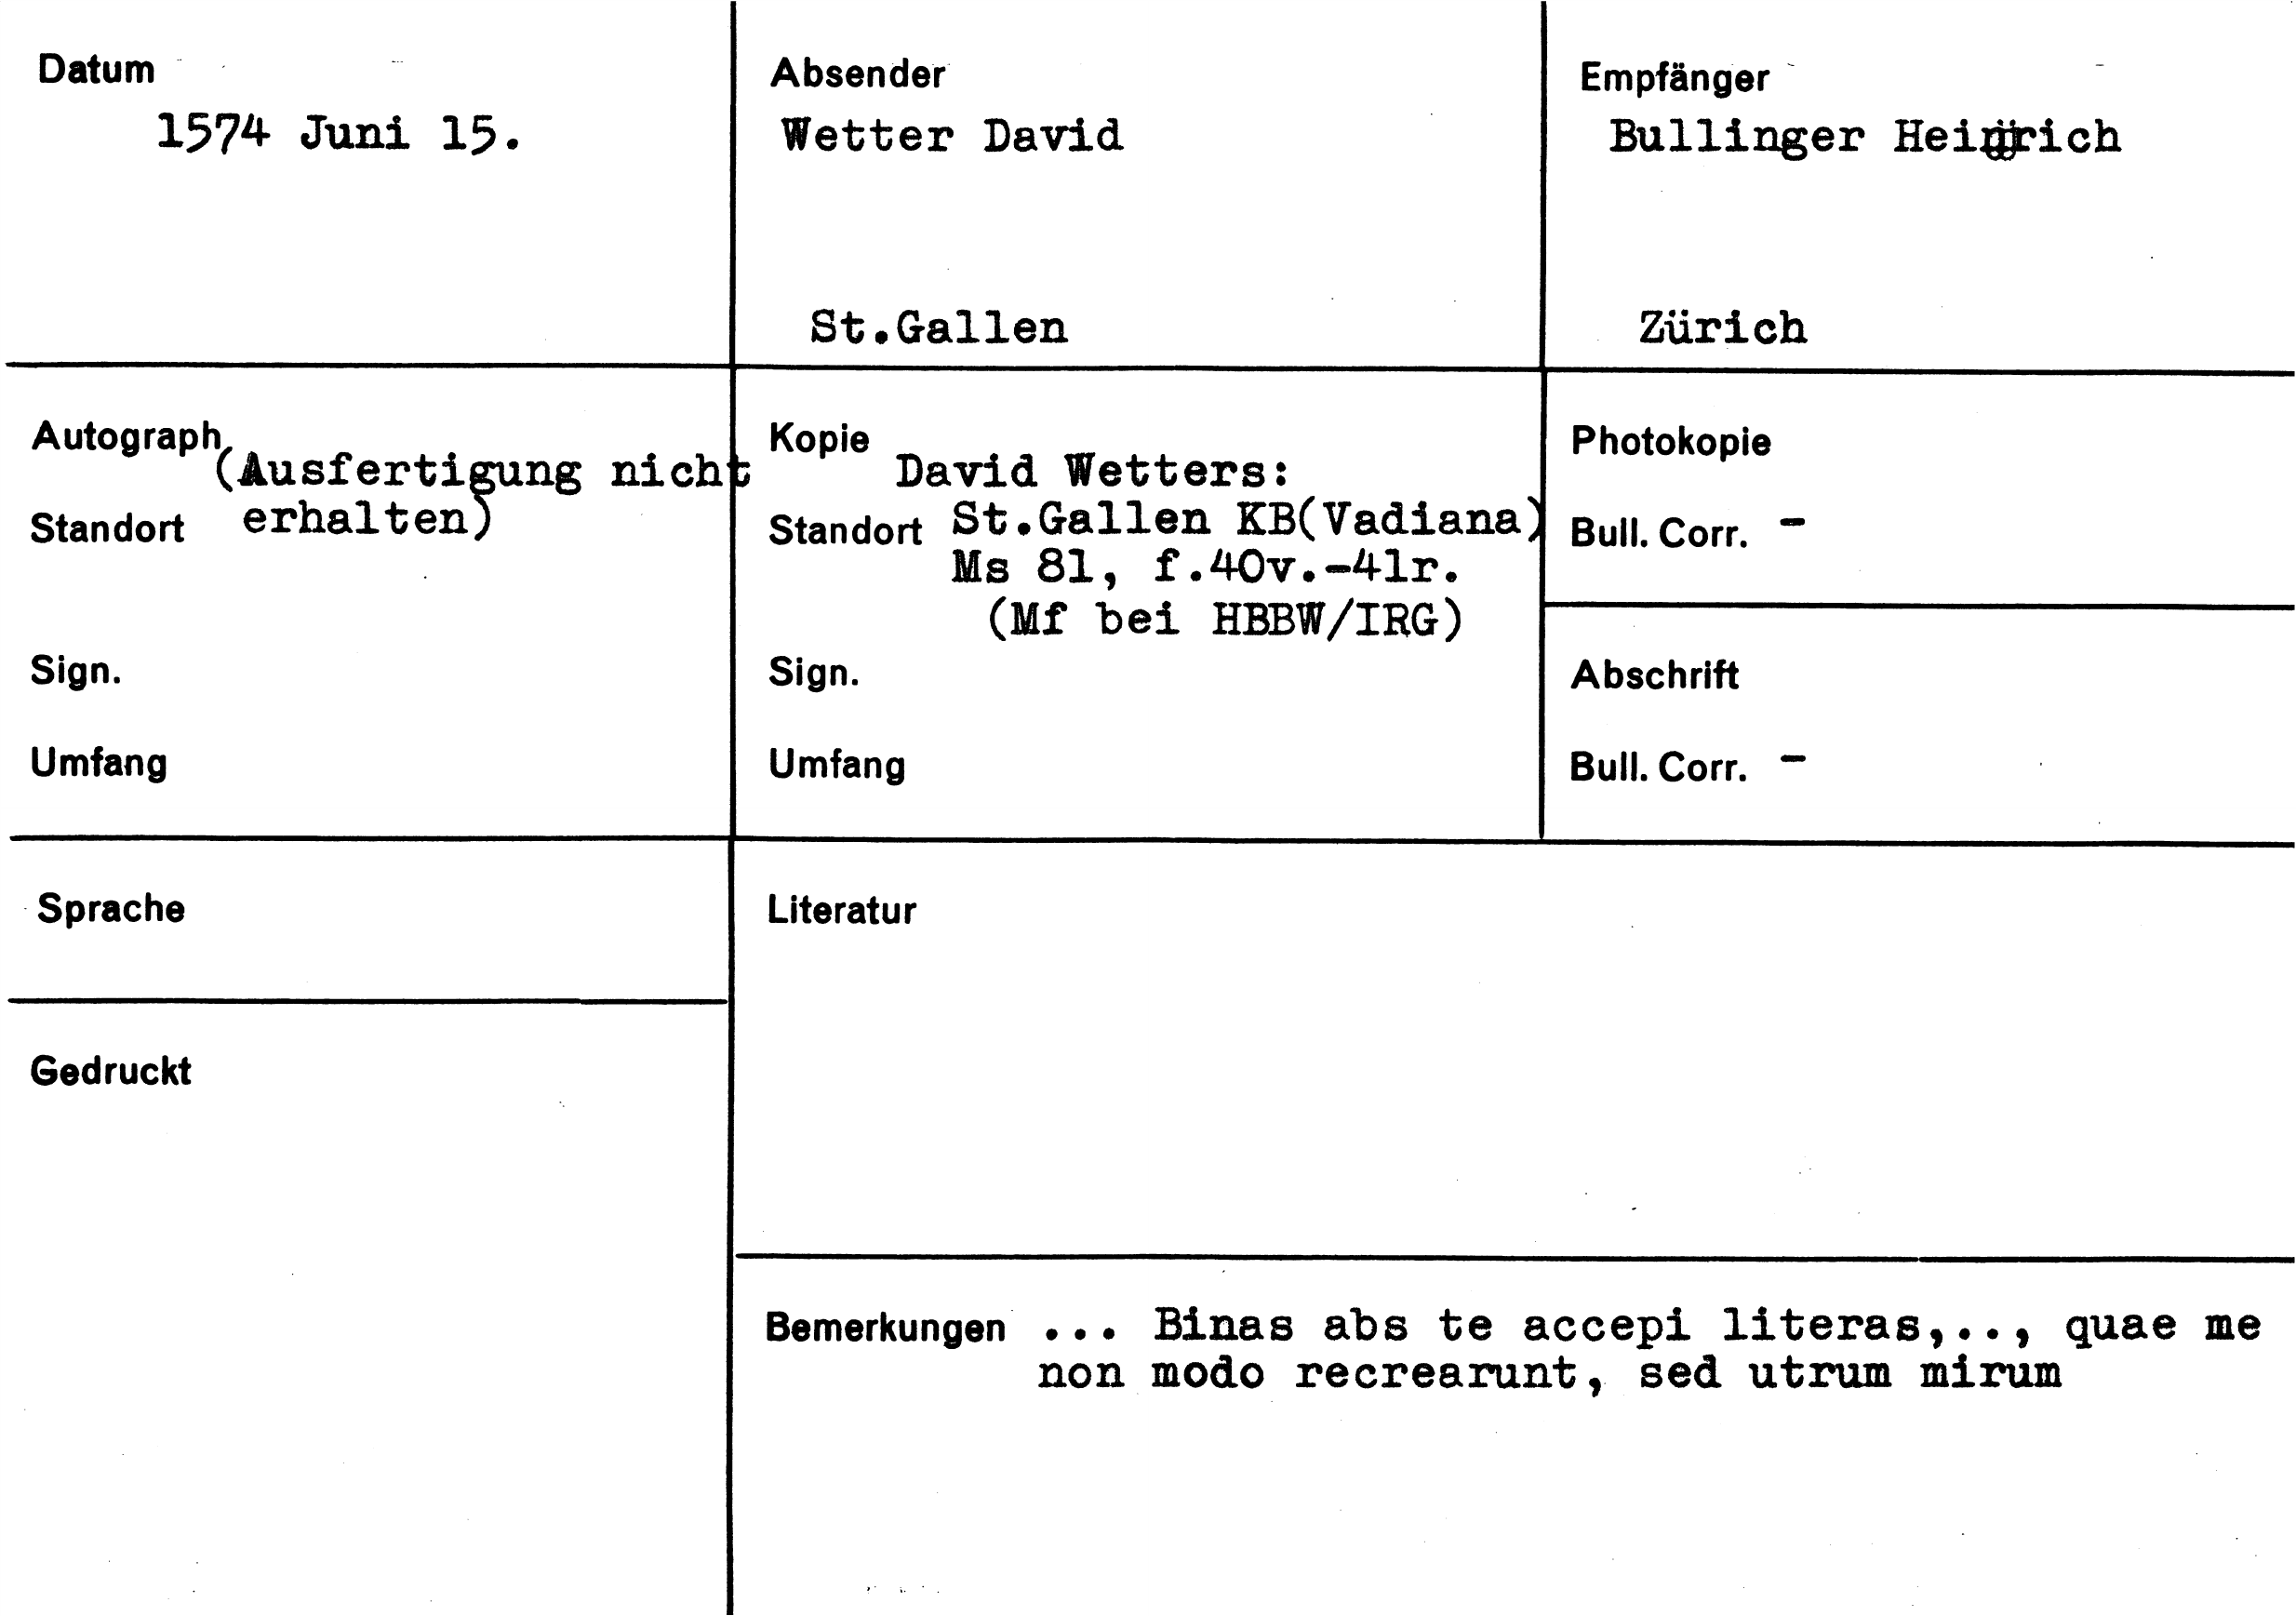 Datum
1574 Juni 15.
Absender
Wetter David
St.Gallen
Empfänger
Bullinger Heinrich
Zürich
Autograph
(Ausfertigung nicht
Standort erhalten)
Sign.
Umfang
Kopie
David Wetters:
Standort St.Gallen KB(Vadiana)
Ms 81, f.40v.-41r.
(Mf bei HBBW/IRG)
Sign.
Umfang
Photokopie
Bull. Corr. -
Abschrift
Bull. Corr. -
Sprache
Gedruckt
Literatur
Bemerkungen ... Binas abs te accepi literas,.., quae me
non modo recrearunt, sed utrum mirum